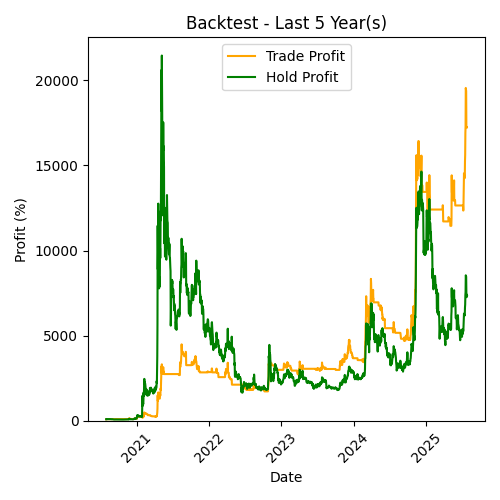 Backtest - Last 5 Year(s)
Trade Profit
Hold Profit
Profit (%)
20000
15000
10000
5000
0
2021
2022
2023
2024
2025
Date